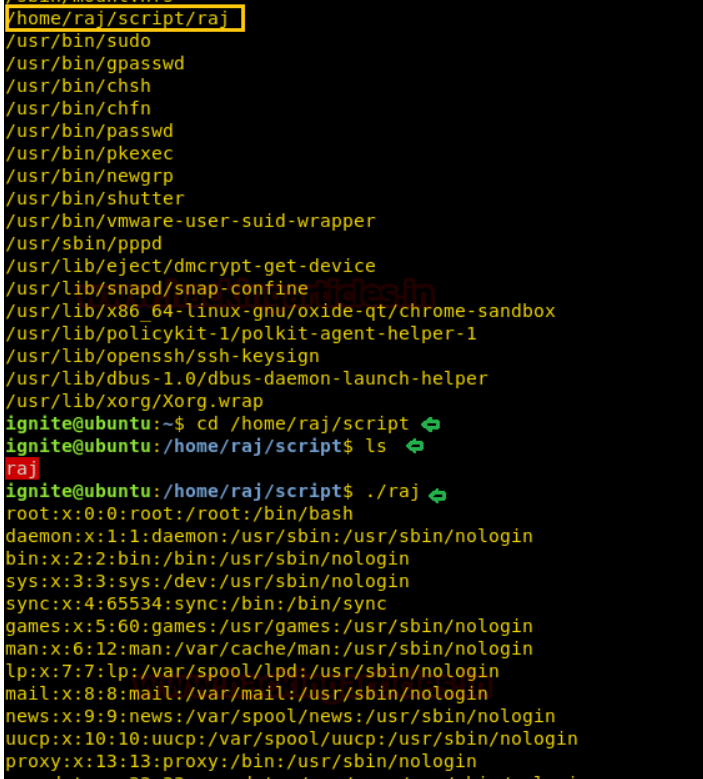 /sbin/mount.nfs
/home/raj/script/raj
/usr/bin/sudo
/usr/bin/gpasswd
/usr/bin/chsh
/usr/bin/chfn
/usr/bin/passwd
/usr/bin/pkexec
/usr/bin/newgrp
/usr/bin/shutter
/usr/bin/vmware-user-suid-wrapper
/usr/sbin/pppd
/usr/lib/eject/dmcrypt-get-device
/usr/lib/snapd/snap-confine
/usr/lib/x86_64-linux-gnu/oxide-qt/chrome-sandbox
/usr/lib/policykit-1/polkit-agent-helper-1
/usr/lib/openssh/ssh-keysign
/usr/lib/dbus-1.0/dbus-daemon-launch-helper
/usr/lib/xorg/Xorg.wrap
ignite@ubuntu:~$ cd /home/raj/script
ignite@ubuntu:/home/raj/script$ ls
raj
ignite@ubuntu:/home/raj/script$ ./raj
root:x:0:0:root:/root:/bin/bash
daemon:x:1:1:daemon:/usr/sbin:/usr/sbin/nologin
bin:x:2:2:bin:/bin:/usr/sbin/nologin
sys:x:3:3:sys:/dev:/usr/sbin/nologin
sync:x:4:65534:sync:/bin:/bin/sync
games:x:5:60:games:/usr/games:/usr/sbin/nologin
man:x:6:12:man:/var/cache/man:/usr/sbin/nologin
lp:x:7:7:lp:/var/spool/lpd:/usr/sbin/nologin
mail:x:8:8:mail:/var/mail:/usr/sbin/nologin
news:x:9:9:news:/var/spool/news:/usr/sbin/nologin
uucp:x:10:10:uucp:/var/spool/uucp:/usr/sbin/nologin
proxy:x:13:13:proxy:/bin:/usr/sbin/nologin